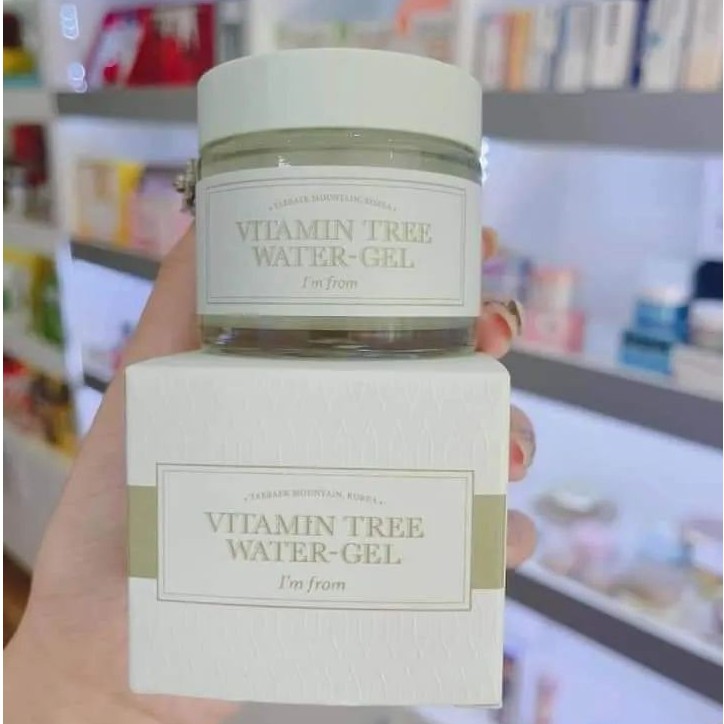 TAEBAEK MOUNTAIN, KOREA
VITAMIN TREE
WATER-GEL
I'm from
TAEBAEK MOUNTAIN, KOREA
VITAMIN TREE
WATER-GEL
I'm from